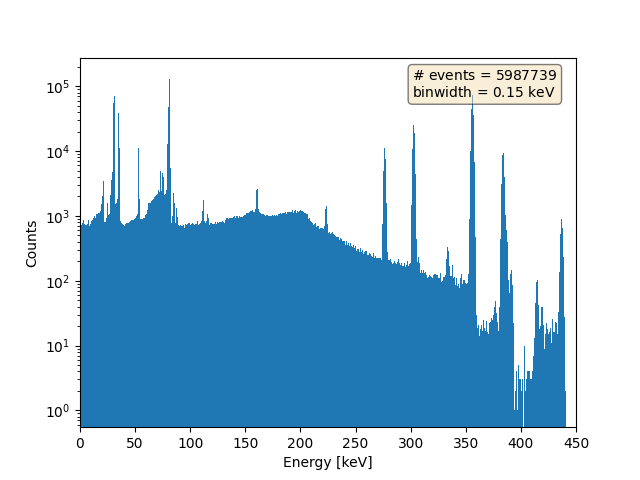 # events = 5987739
binwidth = 0.15 keV
10⁵
10⁴
10³
10²
10¹
10⁰
Counts
0 50 100 150 200 250 300 350 400 450
Energy [keV]